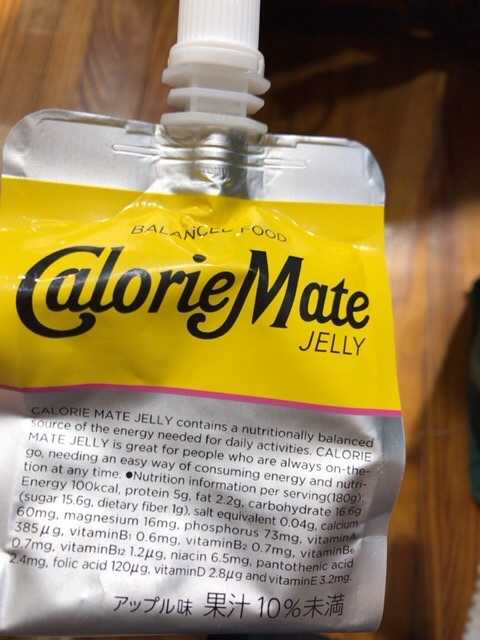 BALANCED FOOD
CalorieMate
JELLY
CALORIE MATE JELLY contains a nutritionally balanced
source of the energy needed for daily activities. CALORIE
MATE JELLY is great for people who are always on-the-
go, needing an easy way of consuming energy and nutri-
tion at any time. ●Nutrition information per serving(180g):
Energy 100kcal, protein 5g, fat 2.2g, carbohydrate 16.6g
(sugar 15.6g, dietary fiber 1g), salt equivalent 0.04g, calcium
60mg, magnesium 16mg, phosphorus 73mg, vitaminA
385μg, vitaminB₁ 0.6mg, vitaminB₂ 0.7mg, vitaminB₆
0.7mg, vitaminB₁₂ 1.2μg, niacin 6.5mg, pantothenic acid
2.4mg, folic acid 120μg, vitaminD 2.8μg and vitaminE 3.2mg.
アップル味 果汁10%未満